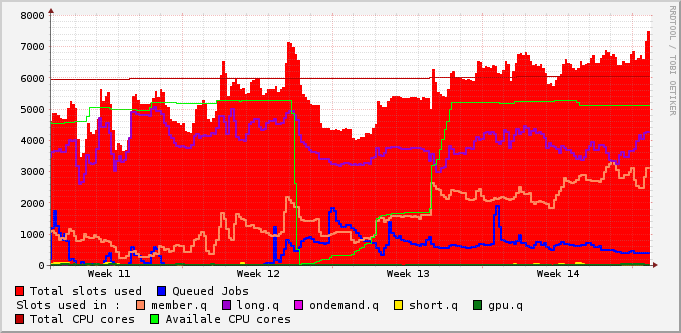 8000
7000
6000
5000
4000
3000
2000
1000
0
Week 11 Week 12 Week 13 Week 14
RRDTOOL / TOBI OETIKER
Total slots used Queued Jobs
Slots used in : member.q long.q ondemand.q short.q gpu.q
Total CPU cores Availale CPU cores